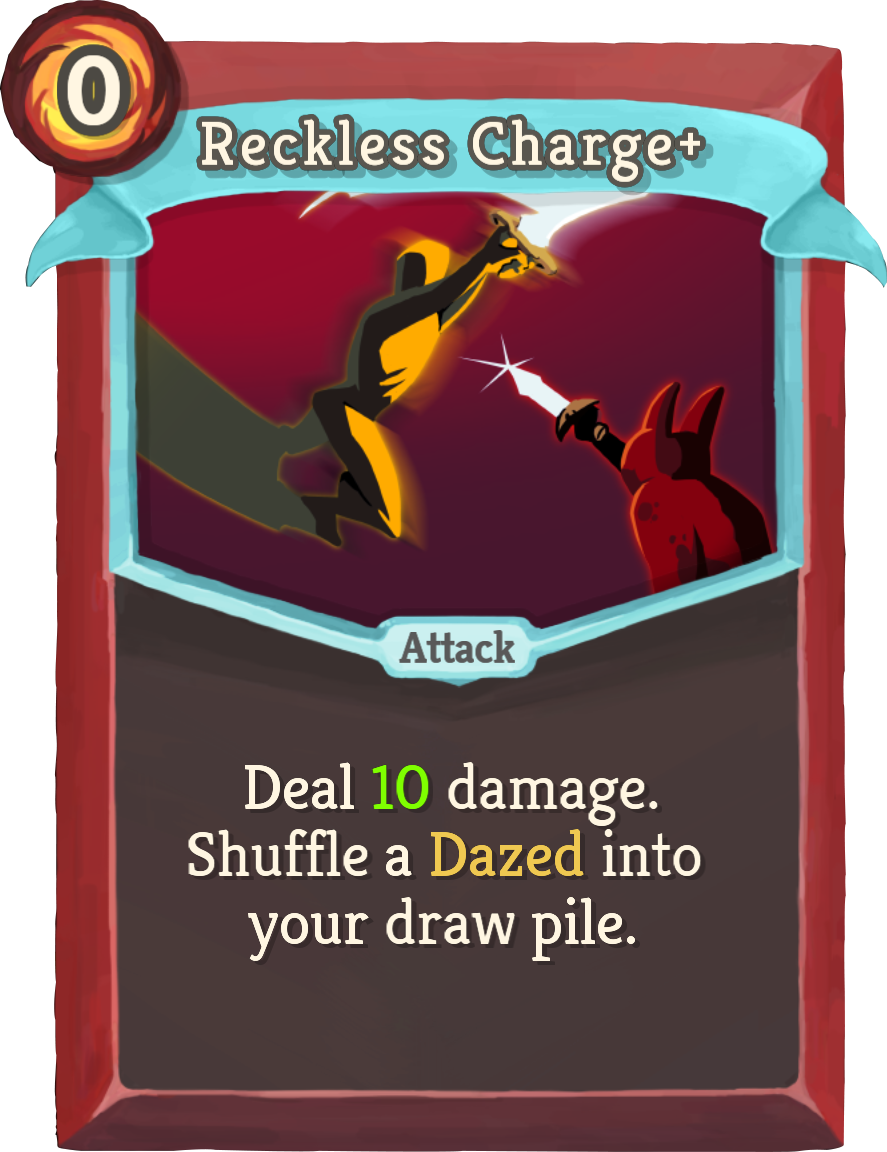 0
Reckless Charge+
Attack
Deal 10 damage.
Shuffle a Dazed into
your draw pile.